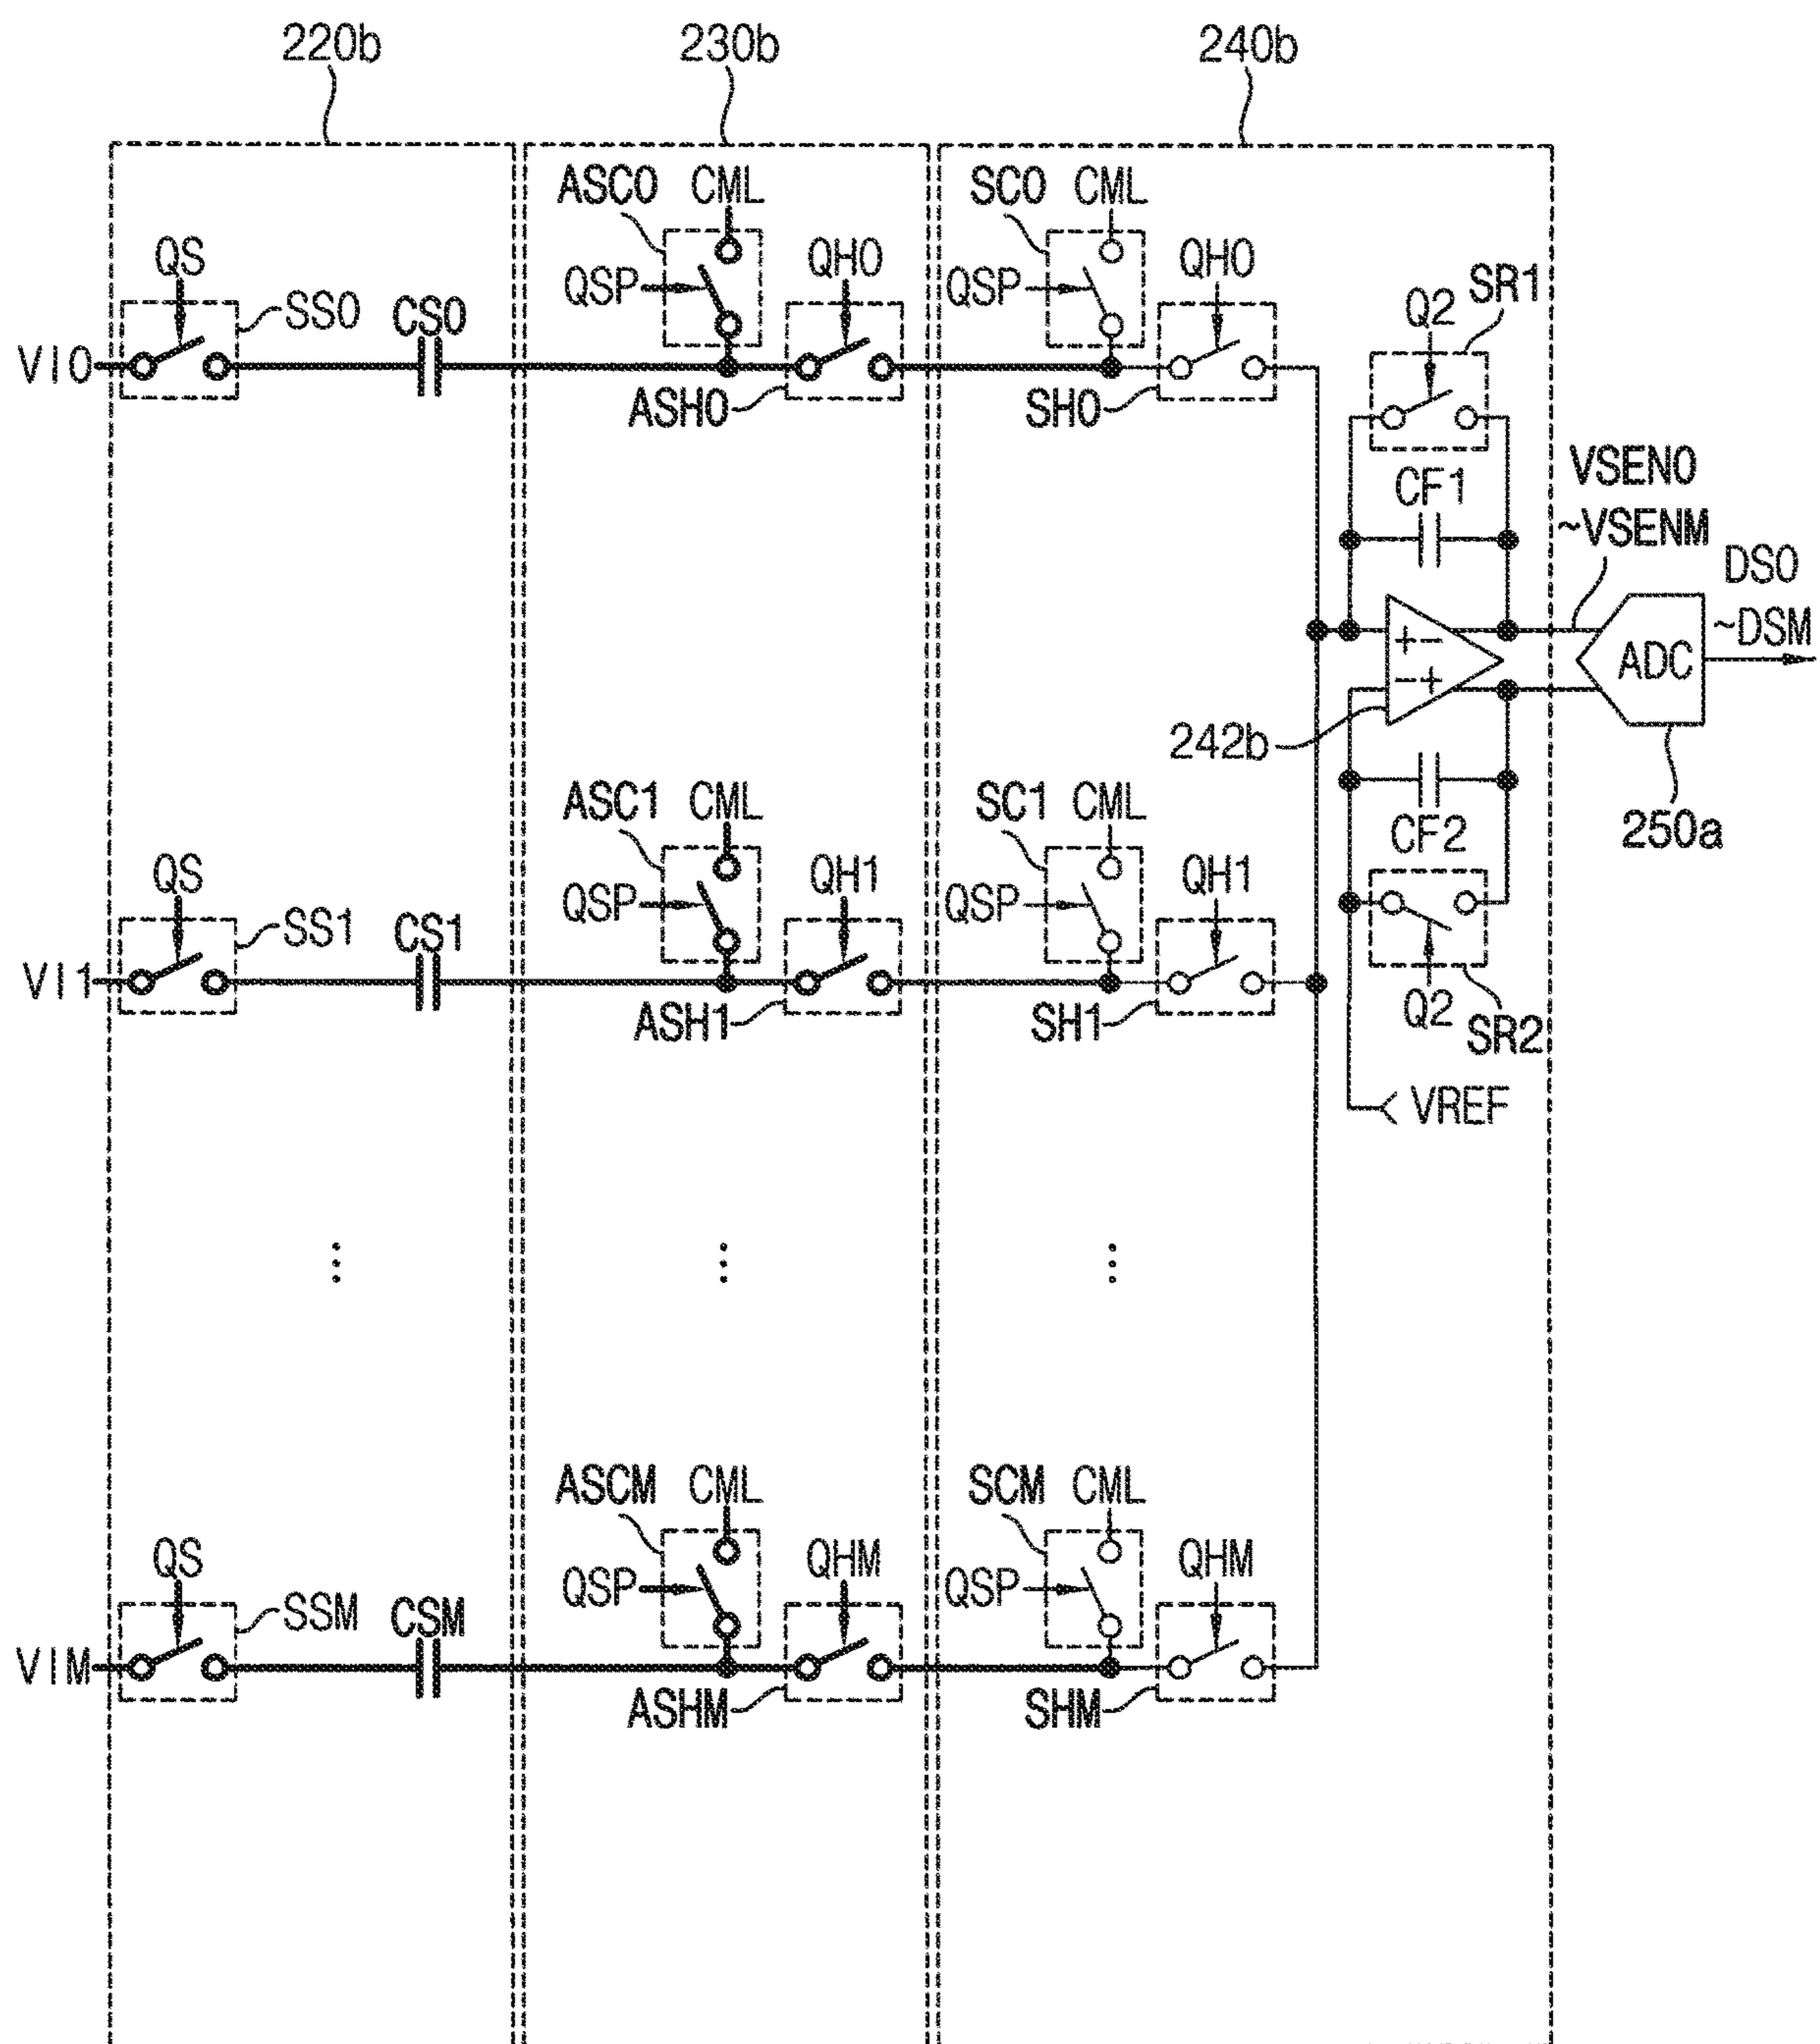 220b 230b 240b
ASC0 CML SC0 CML
QS QSP QH0 QSP QH0
SS0 CS0
VI0
ASH0 SH0
Q2 SR1
CF1
VSEN0
~VSENM
DS0
~DSM
+-
-+
ADC
242b
250a
CF2
Q2
SR2
VREF
ASC1 CML SC1 CML
QS QSP QH1 QSP QH1
SS1 CS1
VI1
ASH1 SH1
ASCM CML SCM CML
QS QSP QHM QSP QHM
SSM CSM
VIM
ASHM SHM